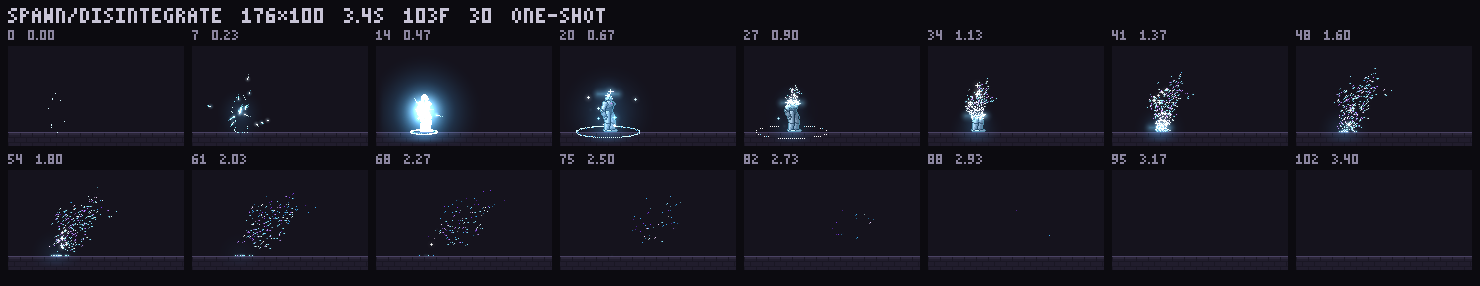 SPAWN/DISINTEGRATE 176×100 3.4S 103F 30 ONE-SHOT
0 0.00 7 0.23 14 0.47 20 0.67 27 0.90 34 1.13 41 1.37 48 1.60
54 1.80 61 2.03 68 2.27 75 2.50 82 2.73 88 2.93 95 3.17 102 3.40